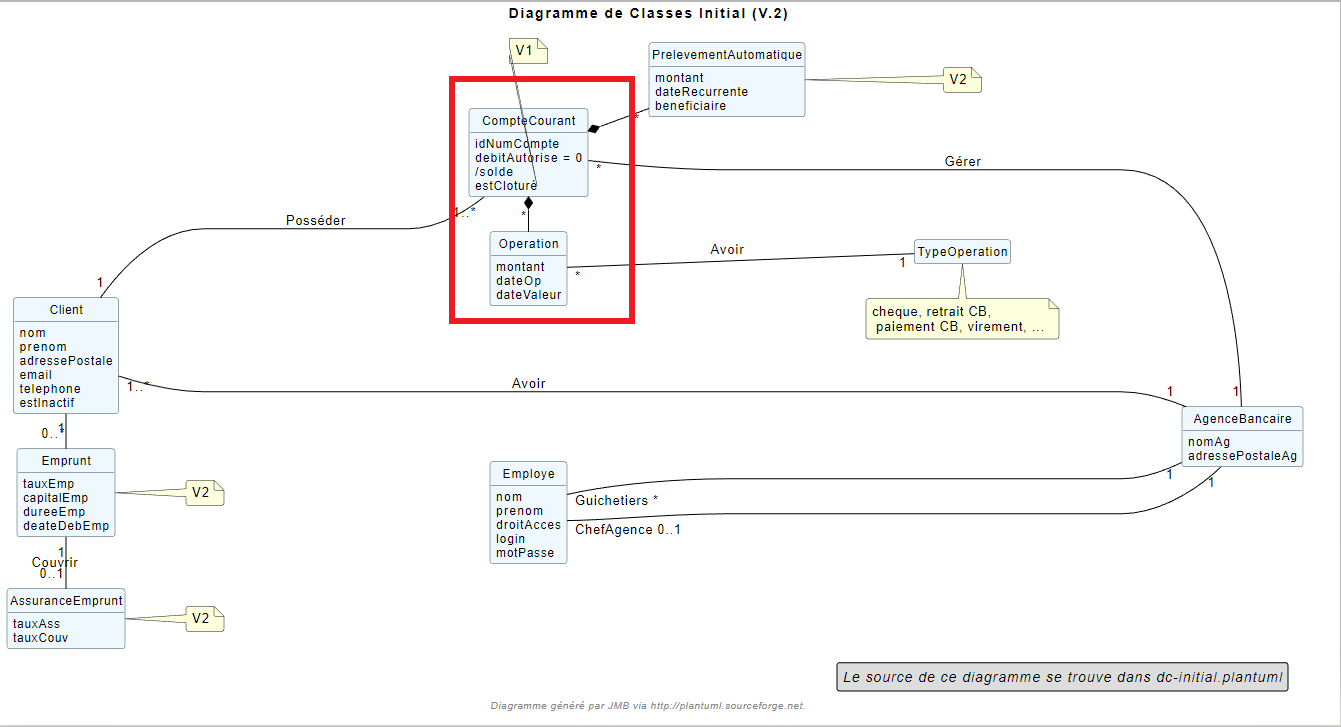 Diagramme de Classes Initial (V.2)
V1
PrelevementAutomatique
montant
dateRecurrente
beneficiaire
V2
*
CompteCourant
idNumCompte
debitAutorise = 0
/solde
estCloturé
*
Gérer
1..*
*
Posséder
Operation
montant
dateOp
dateValeur
*
Avoir
1
TypeOperation
cheque, retrait CB,
paiement CB, virement, ...
1
Client
nom
prenom
adressePostale
email
telephone
estInactif
1..*
Avoir
1
1
AgenceBancaire
nomAg
adressePostaleAg
1
1
1
0..*
Emprunt
tauxEmp
capitalEmp
dureeEmp
deateDebEmp
V2
Employe
nom
prenom
droitAcces
login
motPasse
Guichetiers *
ChefAgence 0..1
1
Couvrir
0..1
AssuranceEmprunt
tauxAss
tauxCouv
V2
Le source de ce diagramme se trouve dans dc-initial.plantuml
Diagramme généré par JMB via http://plantuml.sourceforge.net.